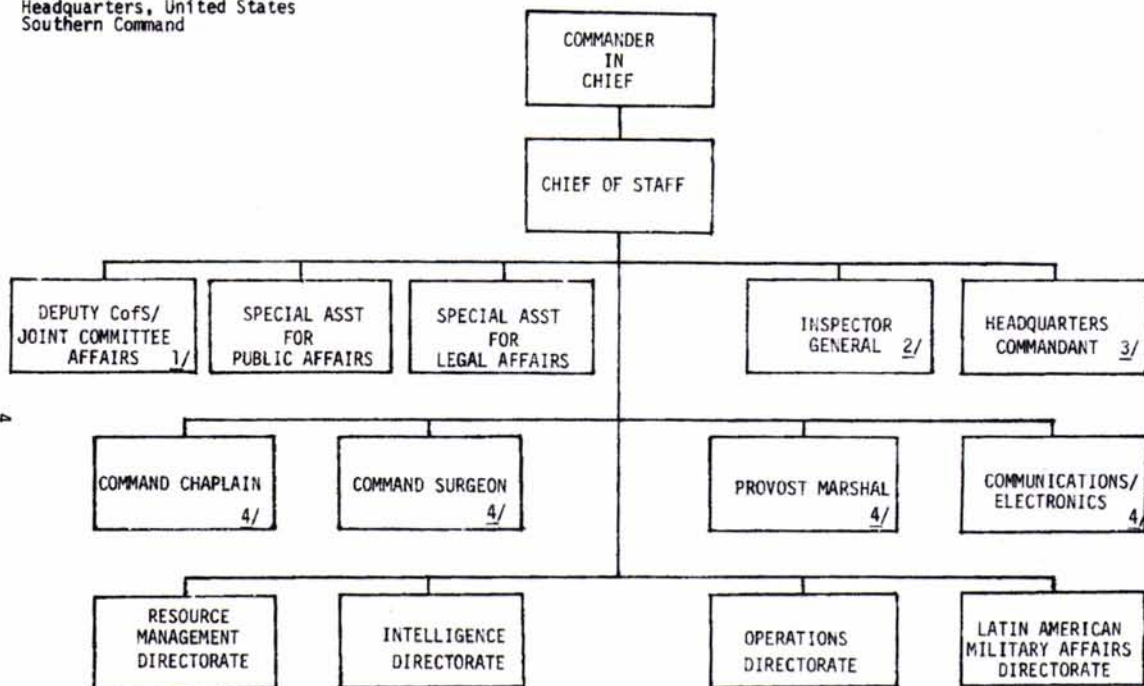 Headquarters, United States
Southern Command
COMMANDER
IN
CHIEF
CHIEF OF STAFF
DEPUTY CofS/
JOINT COMMITTEE
AFFAIRS 1/
SPECIAL ASST
FOR
PUBLIC AFFAIRS
SPECIAL ASST
FOR
LEGAL AFFAIRS
INSPECTOR
GENERAL 2/
HEADQUARTERS
COMMANDANT 3/
4
COMMAND CHAPLAIN
4/
COMMAND SURGEON
4/
PROVOST MARSHAL
4/
COMMUNICATIONS/
ELECTRONICS
4/
RESOURCE
MANAGEMENT
DIRECTORATE
INTELLIGENCE
DIRECTORATE
OPERATIONS
DIRECTORATE
LATIN AMERICAN
MILITARY AFFAIRS
DIRECTORATE